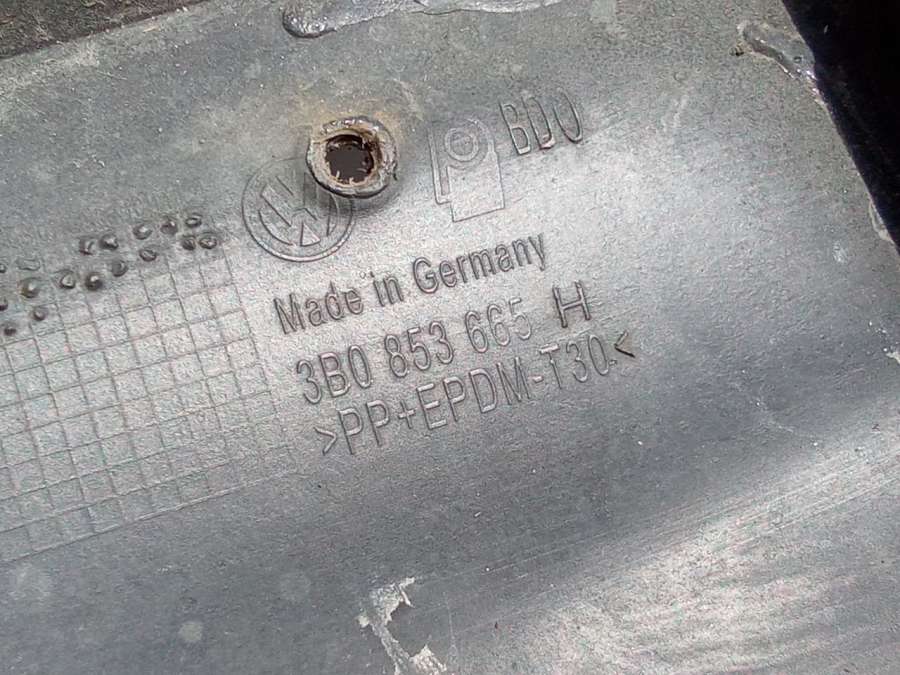 BDO
Made in Germany
3B0 853 665 H
>PP+EPDM-T30<